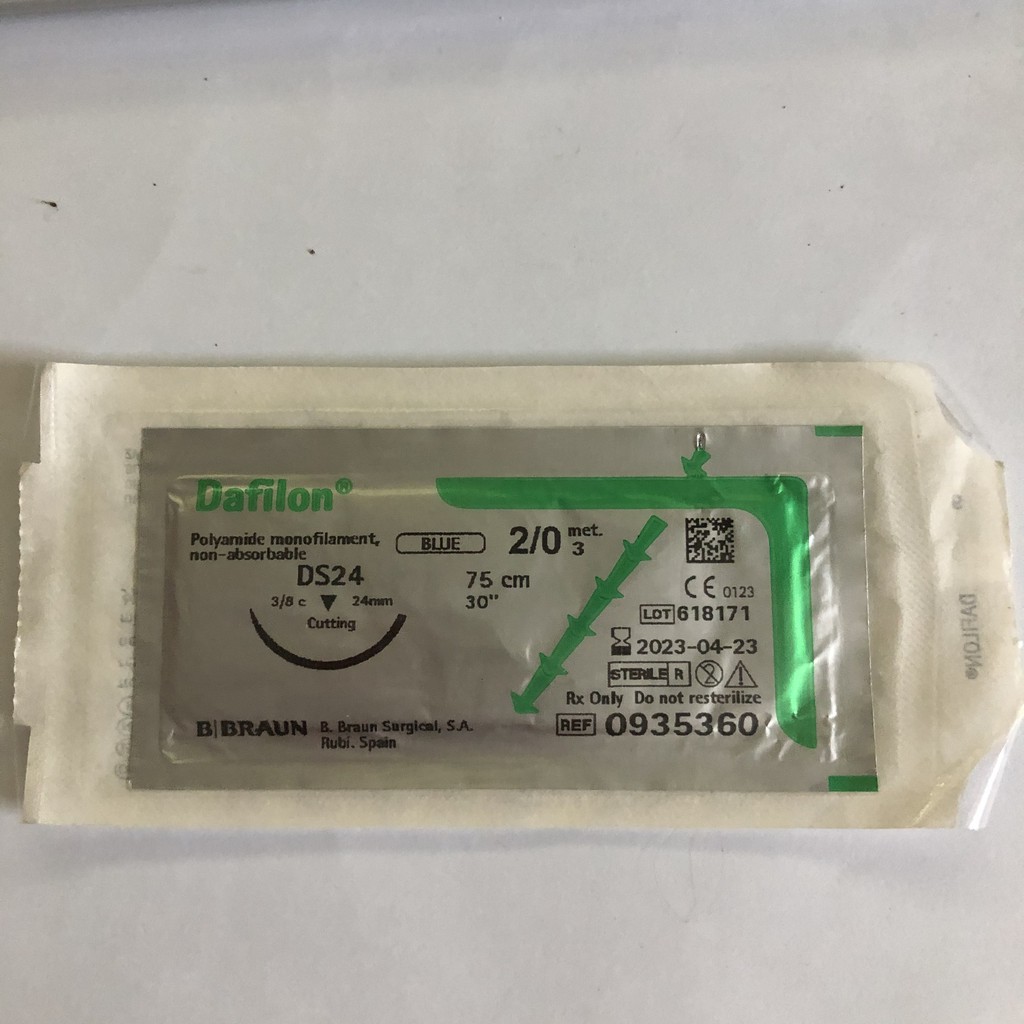 Dafilon®
Polyamide monofilament,
non-absorbable
BLUE
2/0 met. 3
DS24
3/8 c 24mm
Cutting
75 cm
30"
CE 0123
LOT 618171
2023-04-23
STERILE R
Rx Only Do not resterilize
B|BRAUN
B. Braun Surgical, S.A.
Rubi. Spain
REF 0935360
DAFILON®